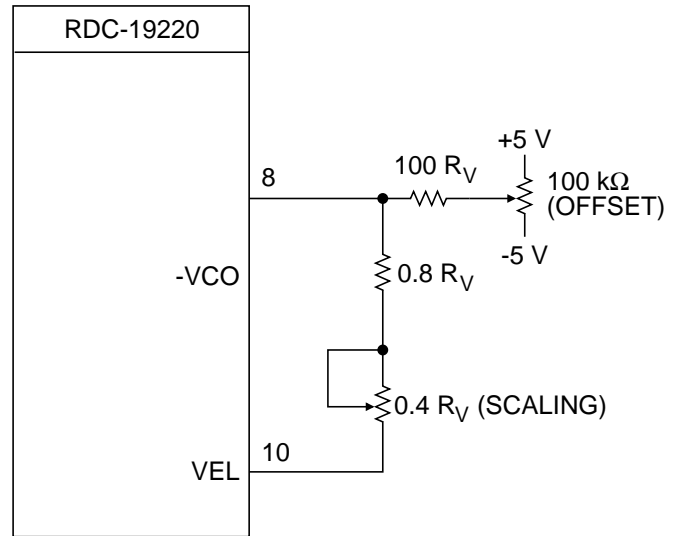 RDC-19220
+5 V
100 R_V
8
100 kΩ
(OFFSET)
-5 V
-VCO
0.8 R_V
0.4 R_V (SCALING)
10
VEL